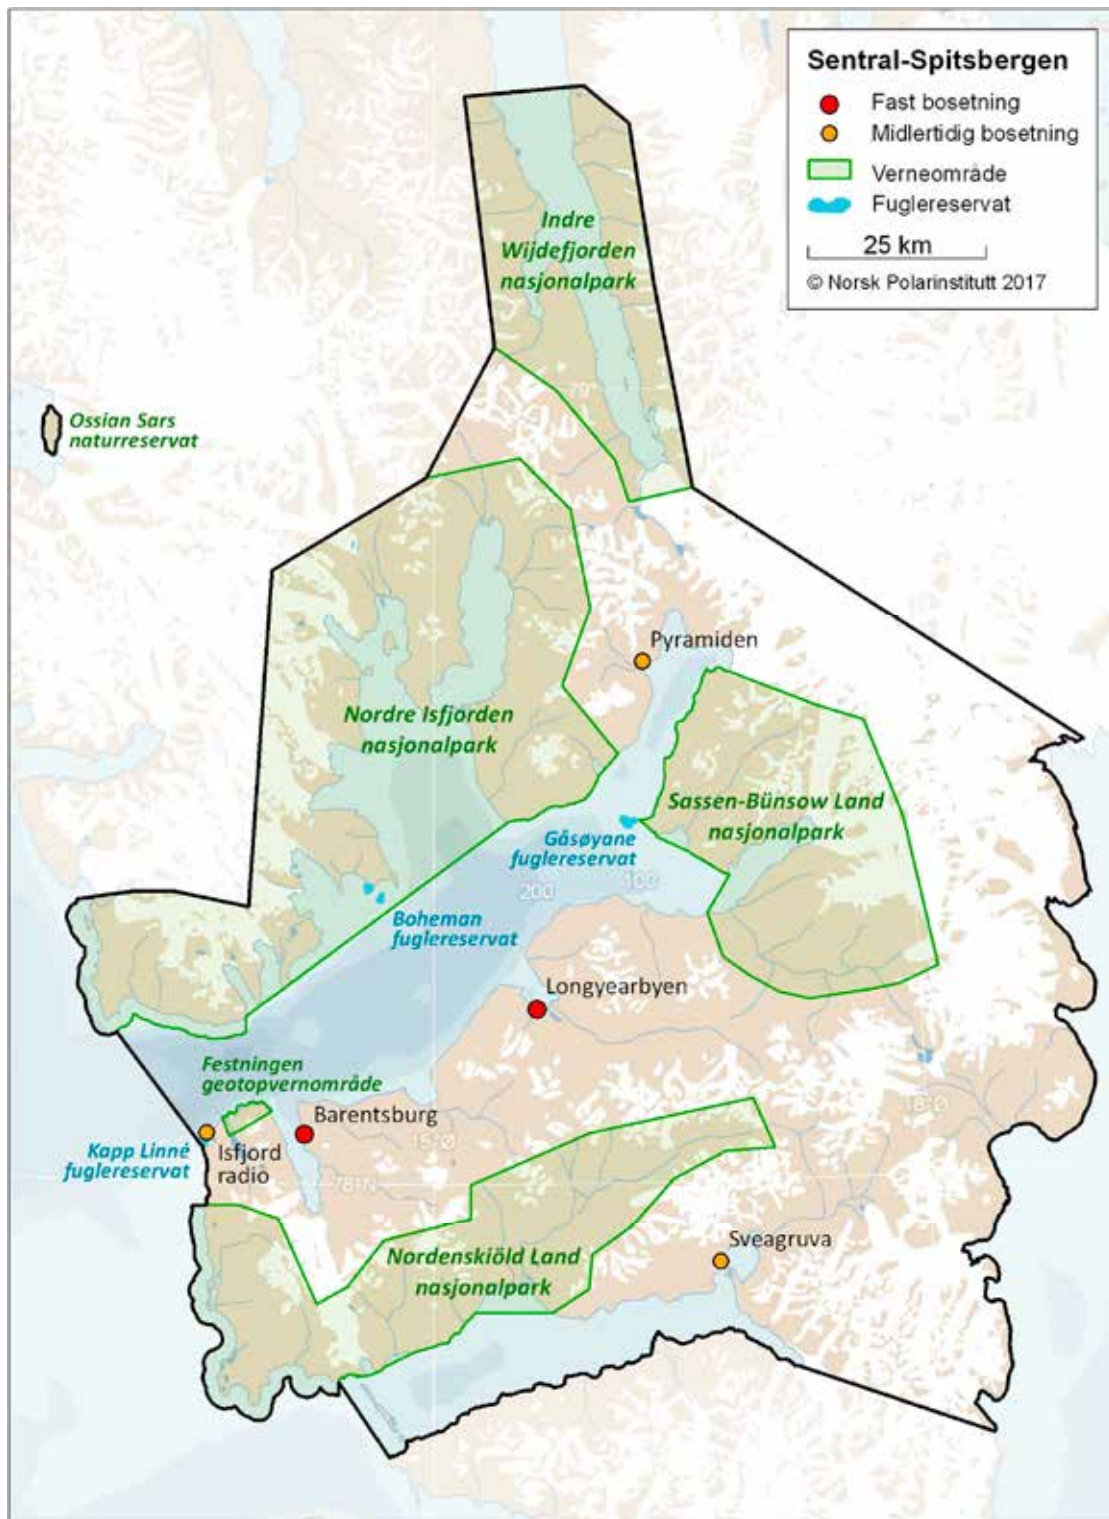 Sentral-Spitsbergen
Fast bosetning
Midlertidig bosetning
Verneområde
Fuglereservat
25 km
© Norsk Polarinstitutt 2017
Indre
Wijdefjorden
nasjonalpark
79°
Ossian Sars
naturreservat
Pyramiden
Nordre Isfjorden
nasjonalpark
Sassen-Bünsow Land
nasjonalpark
Gåsøyane
fuglereservat
200
100
Boheman
fuglereservat
Longyearbyen
Festningen
geotopvernområde
Barentsburg
15°Ø
18°Ø
Kapp Linné
fuglereservat
Isfjord
radio
78°N
Sveagruva
Nordenskiöld Land
nasjonalpark